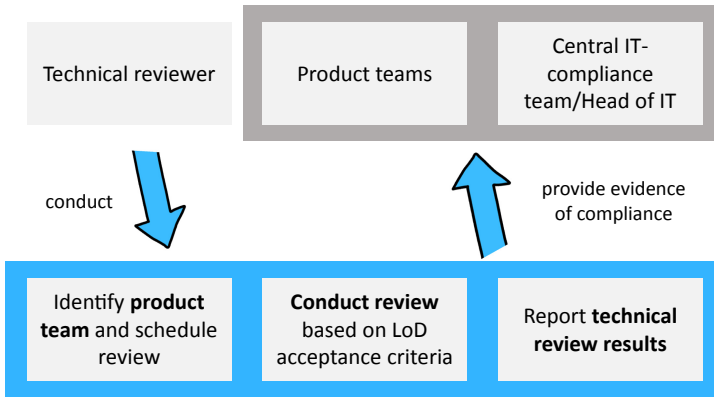 Technical reviewer
Product teams
Central IT-
compliance
team/Head of IT
conduct
provide evidence
of compliance
Identify product
team and schedule
review
Conduct review
based on LoD
acceptance criteria
Report technical
review results